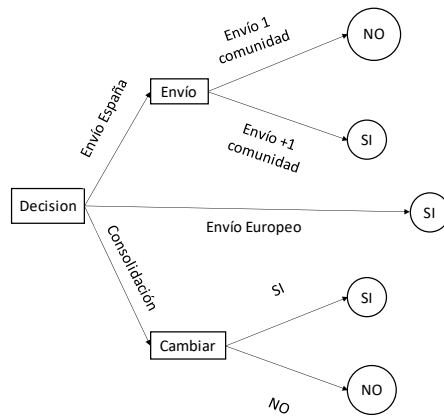 Envío 1
comunidad
NO
Envío España
Envío
Envío +1
comunidad
SI
Decision
Envío Europeo
SI
Consolidación
SI
SI
Cambiar
NO
NO